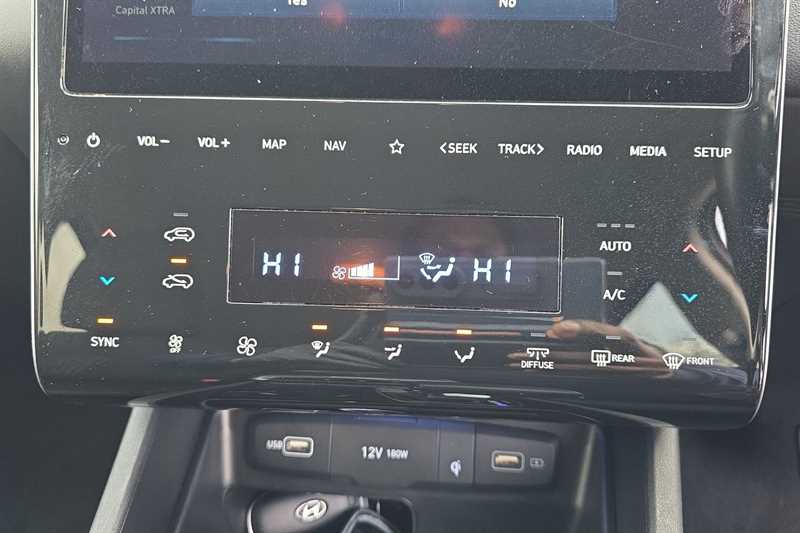 Yes No
Capital XTRA
VOL− VOL+ MAP NAV <SEEK TRACK> RADIO MEDIA SETUP
AUTO
HI HI
A/C
SYNC OFF DIFFUSE REAR FRONT
USB 12V 180W